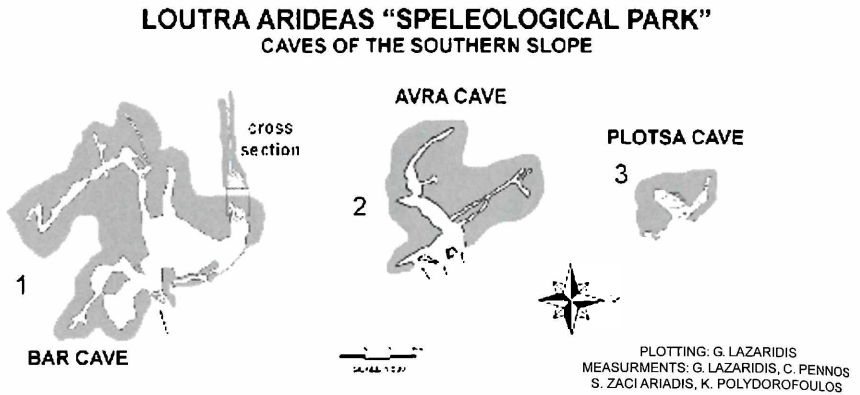 LOUTRA ARIDEAS “SPELEOLOGICAL PARK”
CAVES OF THE SOUTHERN SLOPE
AVRA CAVE
cross
section
PLOTSA CAVE
3
2
1
BAR CAVE
PLOTTING: G. LAZARIDIS
MEASURMENTS: G. LAZARIDIS, C. PENNOS
S. ZACI ARIADIS, K. POLYDOROFOULOS